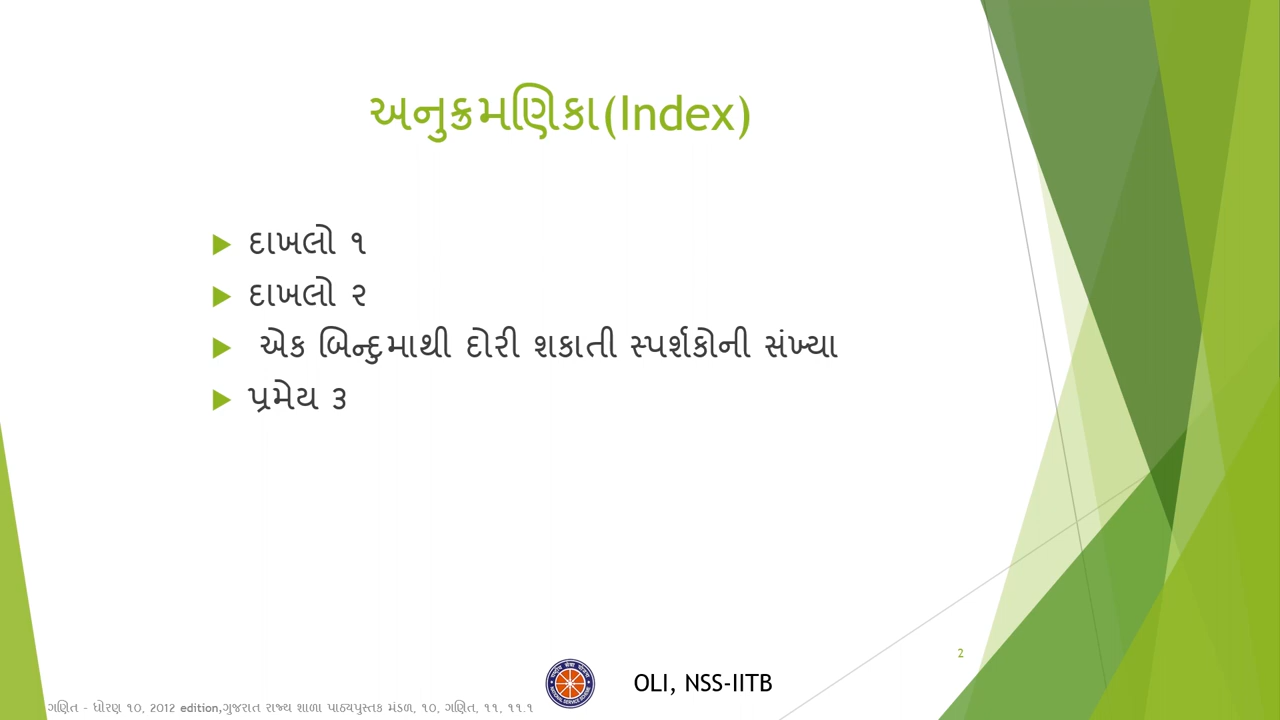 અનુક્રમણિકા(Index)
દાખલો ૧
દાખલો ૨
એક બિન્દુમાથી દોરી શકાતી સ્પર્શકોની સંખ્યા
પ્રમેય ૩
2
OLI, NSS-IITB
ગણિત - ધોરણ ૧૦, 2012 edition,ગુજરાત રાજ્ય શાળા પાઠ્યપુસ્તક મંડળ, ૧૦, ગણિત, ૧૧, ૧૧.૧